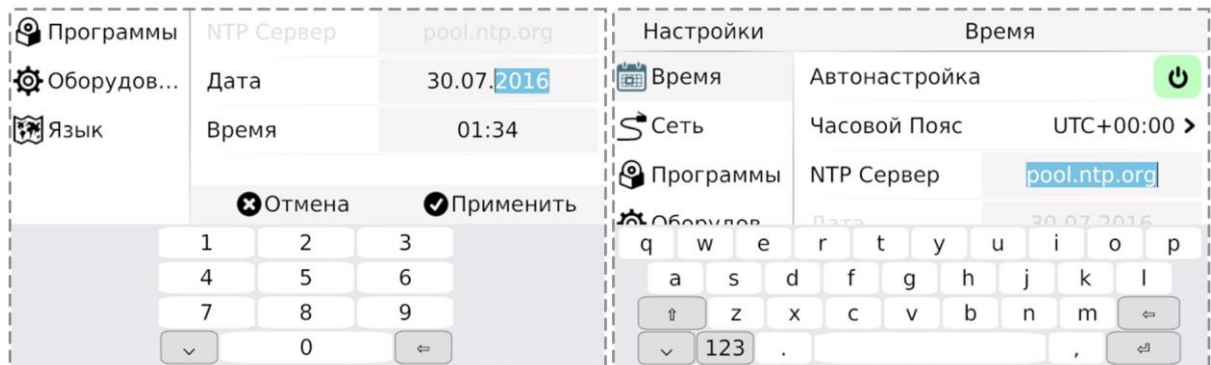 Программы NTP Сервер pool.ntp.org
Оборудов... Дата 30.07.2016
Язык Время 01:34
Отмена Применить
1 2 3
4 5 6
7 8 9
0
Настройки Время
Время Автонастройка
Сеть Часовой Пояс UTC+00:00 >
Программы NTP Сервер pool.ntp.org
Оборудов... Дата 30.07.2016
q w e r t y u i o p
a s d f g h j k l
z x c v b n m
123 . ,